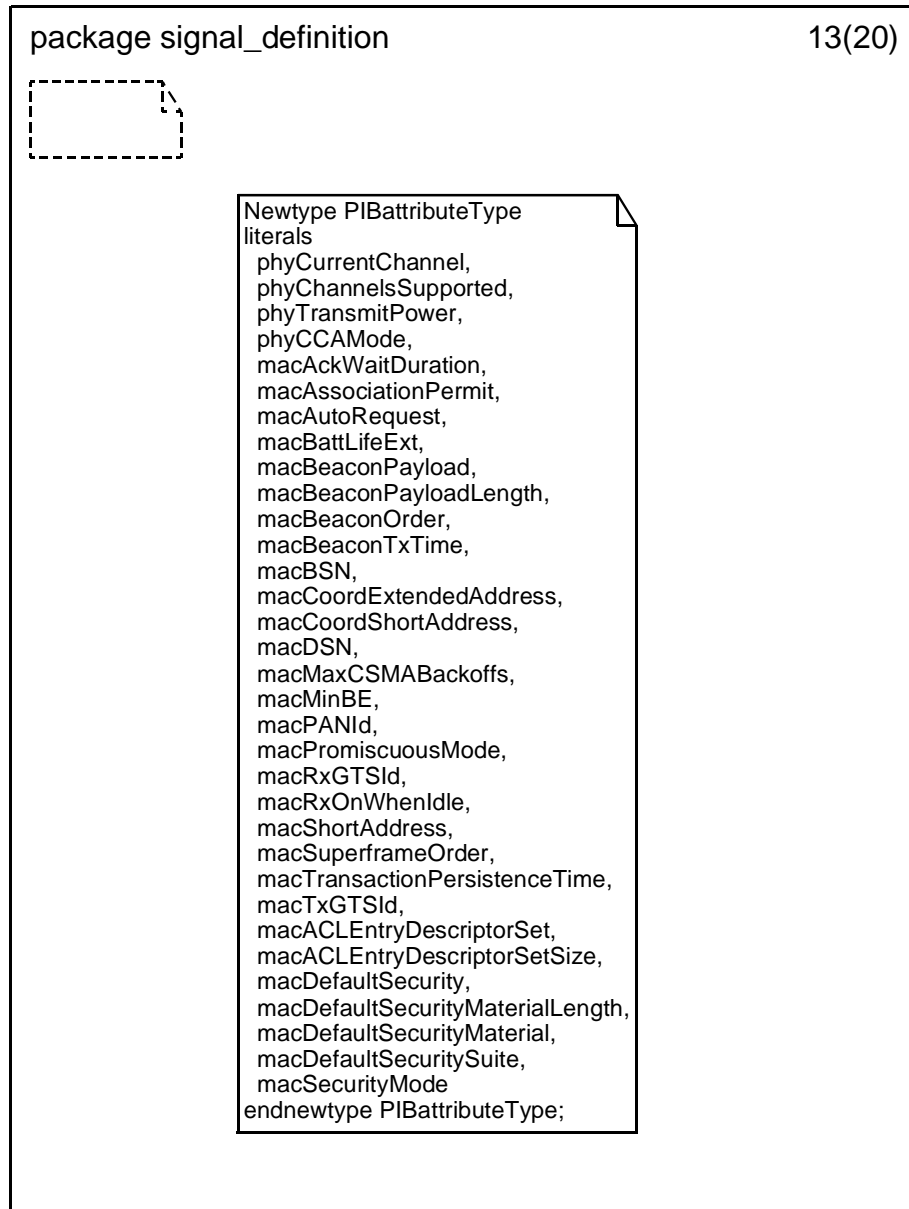 package signal_definition 13(20)
Newtype PIBattributeType
literals
phyCurrentChannel,
phyChannelsSupported,
phyTransmitPower,
phyCCAMode,
macAckWaitDuration,
macAssociationPermit,
macAutoRequest,
macBattLifeExt,
macBeaconPayload,
macBeaconPayloadLength,
macBeaconOrder,
macBeaconTxTime,
macBSN,
macCoordExtendedAddress,
macCoordShortAddress,
macDSN,
macMaxCSMABackoffs,
macMinBE,
macPANId,
macPromiscuousMode,
macRxGTSId,
macRxOnWhenIdle,
macShortAddress,
macSuperframeOrder,
macTransactionPersistenceTime,
macTxGTSId,
macACLEntryDescriptorSet,
macACLEntryDescriptorSetSize,
macDefaultSecurity,
macDefaultSecurityMaterialLength,
macDefaultSecurityMaterial,
macDefaultSecuritySuite,
macSecurityMode
endnewtype PIBattributeType;